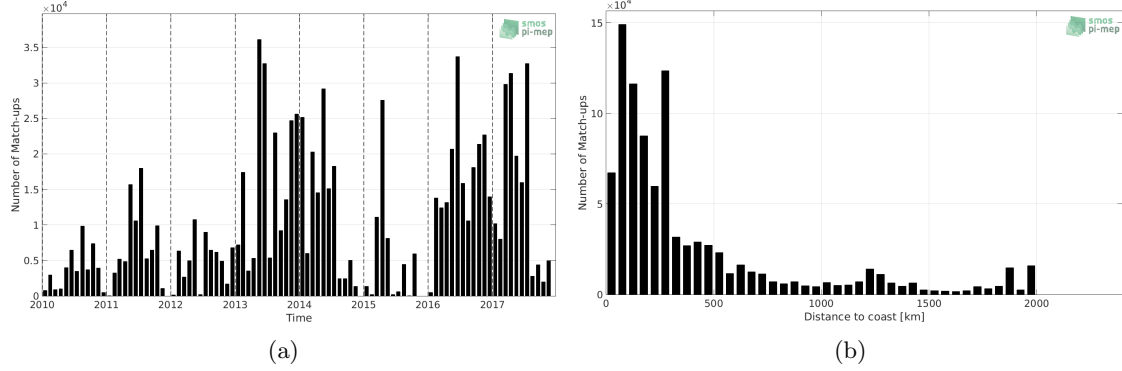 ×10⁴
3.5
3
2.5
2
1.5
1
0.5
0
Number of Match-ups
2010 2011 2012 2013 2014 2015 2016 2017
Time
smos
pi-mep
(a)
15
10
5
0
Number of Match-ups
0 500 1000 1500 2000
Distance to coast [km]
smos
pi-mep
(b)